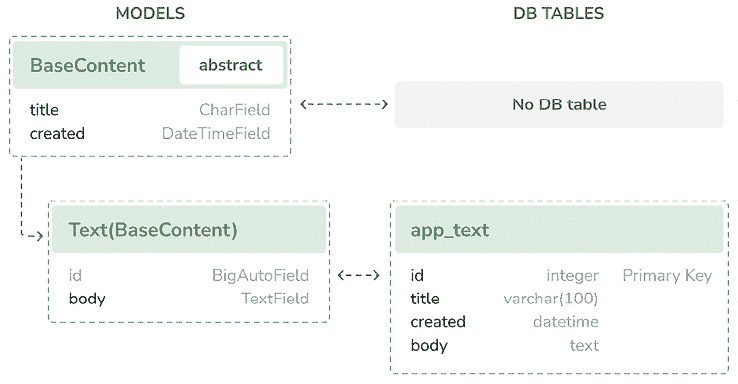 MODELS DB TABLES
BaseContent abstract
title CharField
created DateTimeField
No DB table
Text(BaseContent)
id BigAutoField
body TextField
app_text
id integer Primary Key
title varchar(100)
created datetime
body text